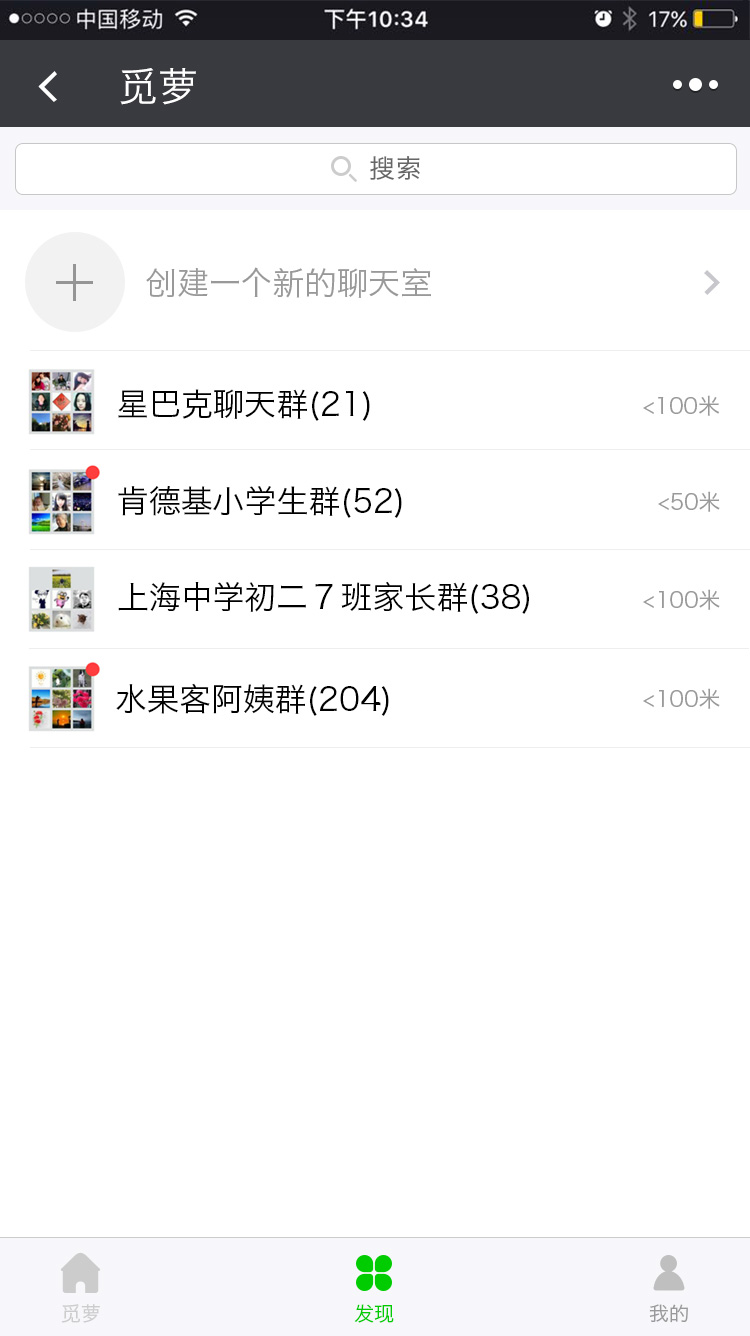 中国移动 下午10:34 17%
觅萝
搜索
创建一个新的聊天室
星巴克聊天群(21) <100米
肯德基小学生群(52) <50米
上海中学初二７班家长群(38) <100米
水果客阿姨群(204) <100米
觅萝 发现 我的